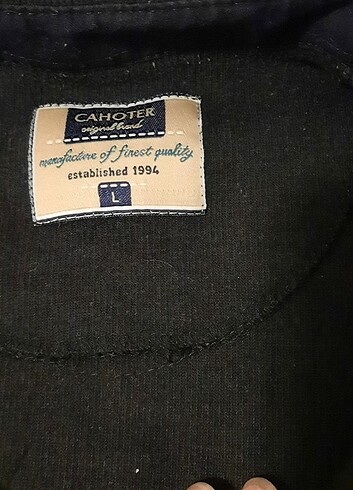 CAHOTER
original brand
manufacture of finest quality
established 1994
L